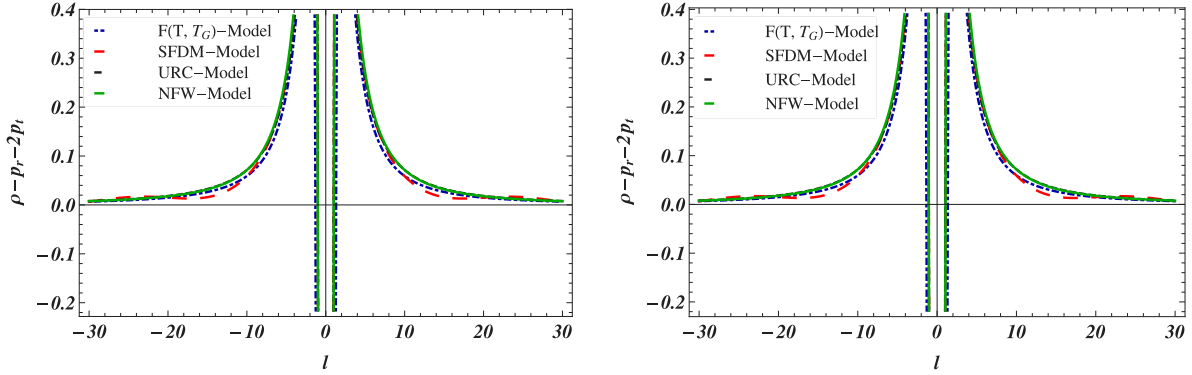 0.4
0.3
0.2
0.1
0.0
−0.1
−0.2
ρ−p_r−2p_t
F(T, T_G)−Model
SFDM−Model
URC−Model
NFW−Model
−30 −20 −10 0 10 20 30
l
0.4
0.3
0.2
0.1
0.0
−0.1
−0.2
ρ−p_r−2p_t
F(T, T_G)−Model
SFDM−Model
URC−Model
NFW−Model
−30 −20 −10 0 10 20 30
l